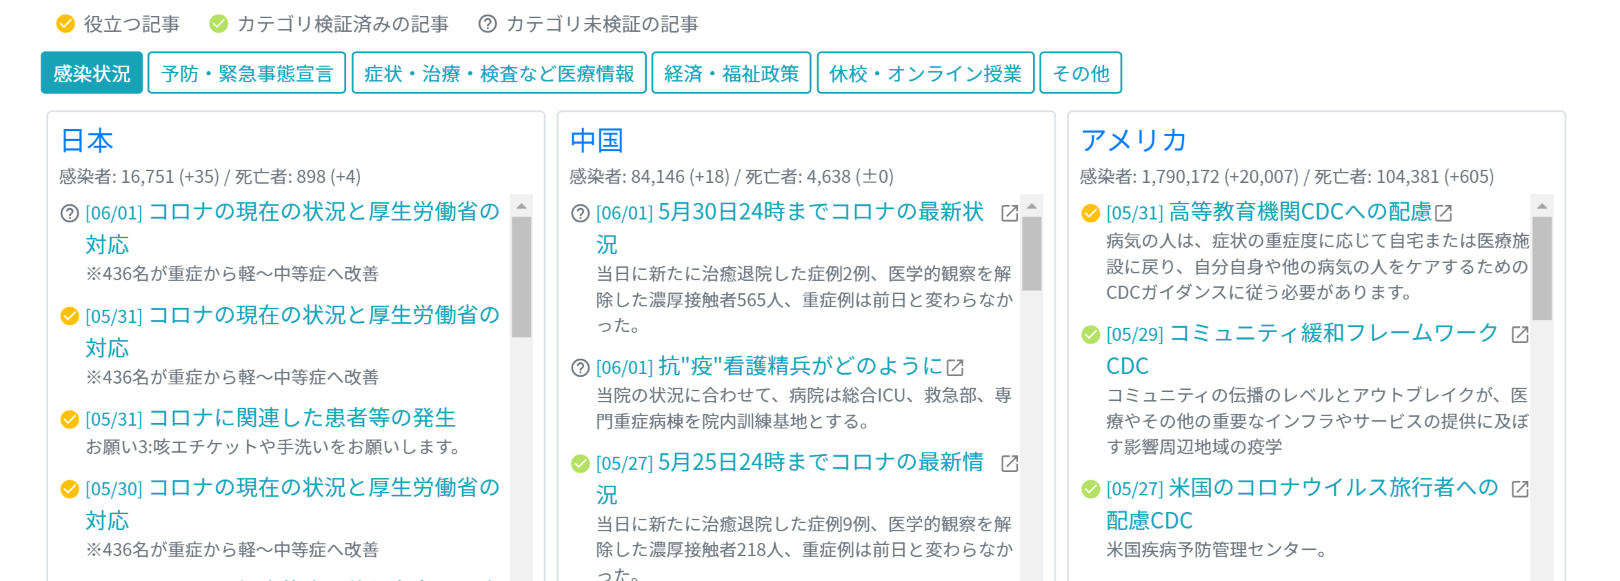 役立つ記事 カテゴリ検証済みの記事 カテゴリ未検証の記事
感染状況 予防・緊急事態宣言 症状・治療・検査など医療情報 経済・福祉政策 休校・オンライン授業 その他
日本
感染者: 16,751 (+35) / 死亡者: 898 (+4)
[06/01] コロナの現在の状況と厚生労働省の
対応
※436名が重症から軽〜中等症へ改善
[05/31] コロナの現在の状況と厚生労働省の
対応
※436名が重症から軽〜中等症へ改善
[05/31] コロナに関連した患者等の発生
お願い3:咳エチケットや手洗いをお願いします。
[05/30] コロナの現在の状況と厚生労働省の
対応
※436名が重症から軽〜中等症へ改善
中国
感染者: 84,146 (+18) / 死亡者: 4,638 (±0)
[06/01] 5月30日24時までコロナの最新状
況
当日に新たに治癒退院した症例2例、医学的観察を解
除した濃厚接触者565人、重症例は前日と変わらなか
った。
[06/01] 抗"疫"看護精兵がどのように
当院の状況に合わせて、病院は総合ICU、救急部、専
門重症病棟を院内訓練基地とする。
[05/27] 5月25日24時までコロナの最新情
況
当日に新たに治癒退院した症例9例、医学的観察を解
除した濃厚接触者218人、重症例は前日と変わらなか
った。
アメリカ
感染者: 1,790,172 (+20,007) / 死亡者: 104,381 (+605)
[05/31] 高等教育機関CDCへの配慮
病気の人は、症状の重症度に応じて自宅または医療施
設に戻り、自分自身や他の病気の人をケアするための
CDCガイダンスに従う必要があります。
[05/29] コミュニティ緩和フレームワーク
CDC
コミュニティの伝播のレベルとアウトブレイクが、医
療やその他の重要なインフラやサービスの提供に及ぼ
す影響周辺地域の疫学
[05/27] 米国のコロナウイルス旅行者への
配慮CDC
米国疾病予防管理センター。